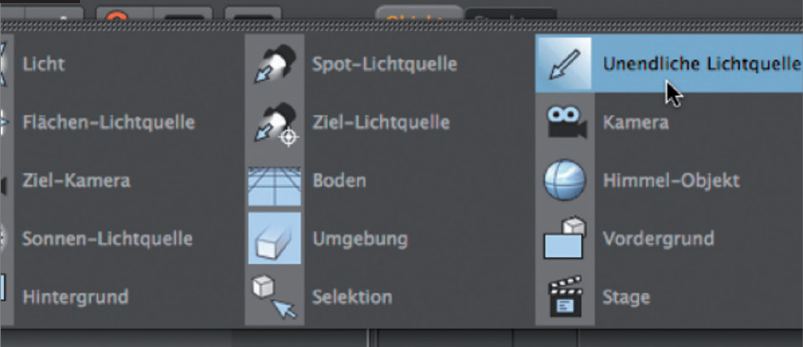 Licht
Spot-Lichtquelle
Unendliche Lichtquelle
Flächen-Lichtquelle
Ziel-Lichtquelle
Kamera
Ziel-Kamera
Boden
Himmel-Objekt
Sonnen-Lichtquelle
Umgebung
Vordergrund
Hintergrund
Selektion
Stage